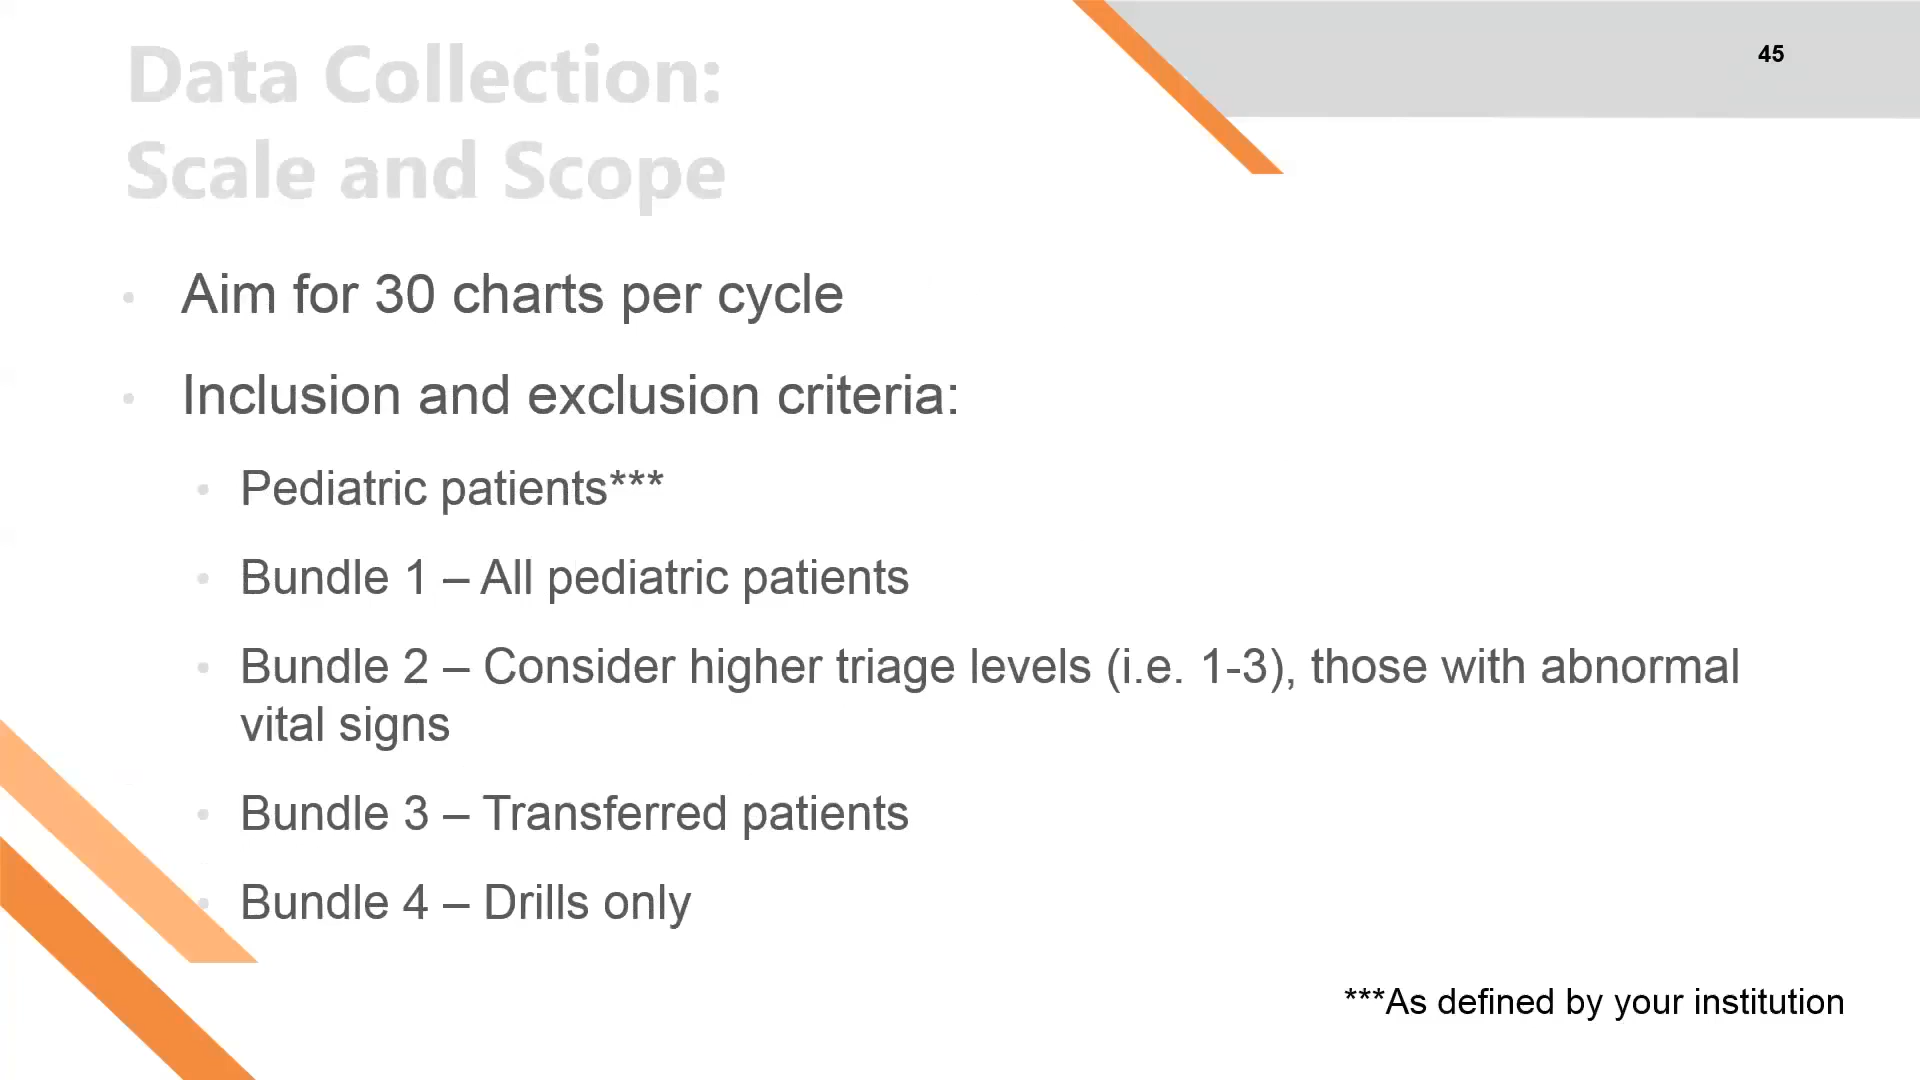 45
Data Collection:
Scale and Scope
• Aim for 30 charts per cycle
• Inclusion and exclusion criteria:
• Pediatric patients***
• Bundle 1 – All pediatric patients
• Bundle 2 – Consider higher triage levels (i.e. 1-3), those with abnormal
vital signs
• Bundle 3 – Transferred patients
• Bundle 4 – Drills only
***As defined by your institution